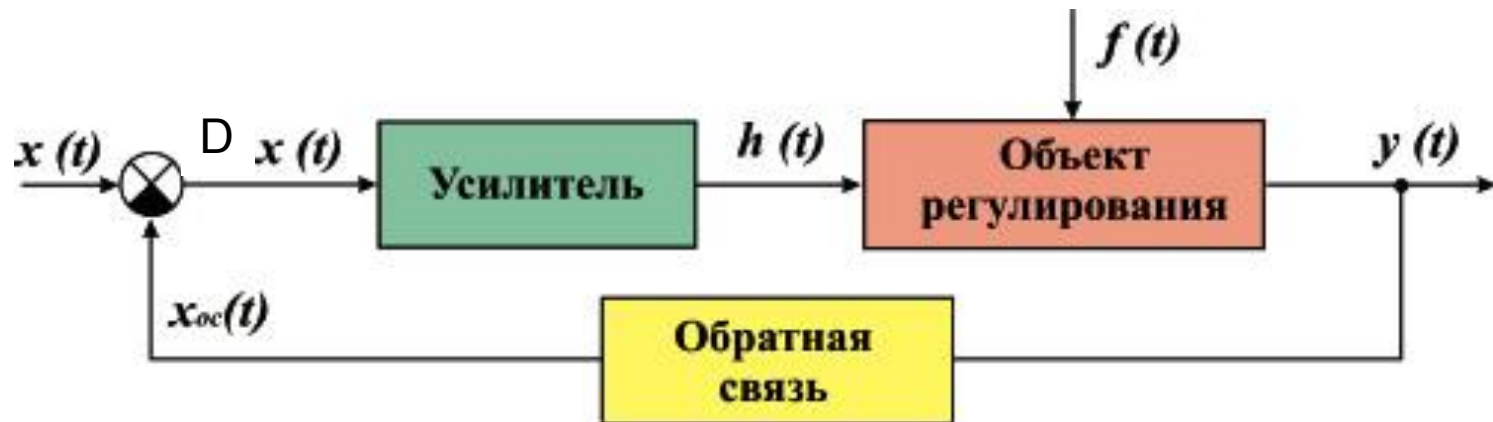 f (t)
x (t)
D x (t)
Усилитель
h (t)
Объект
регулирования
y (t)
xос(t)
Обратная
связь